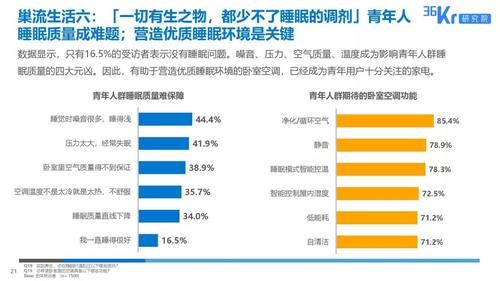 巢流生活六：「一切有生之物，都少不了睡眠的调剂」青年人
睡眠质量成难题；营造优质睡眠环境是关键
36Kr 研究院
数据显示，只有16.5%的受访者表示没有睡眠问题。噪音、压力、空气质量、温度成为影响青年人群睡
眠质量的四大元凶。因此，有助于营造优质睡眠环境的卧室空调，已经成为青年用户十分关注的家电。
青年人群睡眠质量难保障
睡觉时噪音很多，睡得浅 44.4%
压力太大，经常失眠 41.9%
卧室里空气质量得不到保证 38.9%
空调温度不是太冷就是太热，不舒服 35.7%
睡眠质量直线下降 34.0%
我一直睡得很好 16.5%
青年人群期待的卧室空调功能
净化/循环空气 85.4%
静音 78.9%
睡眠模式智能控温 78.3%
智能控制屋内湿度 72.5%
低能耗 71.2%
自清洁 71.2%
21